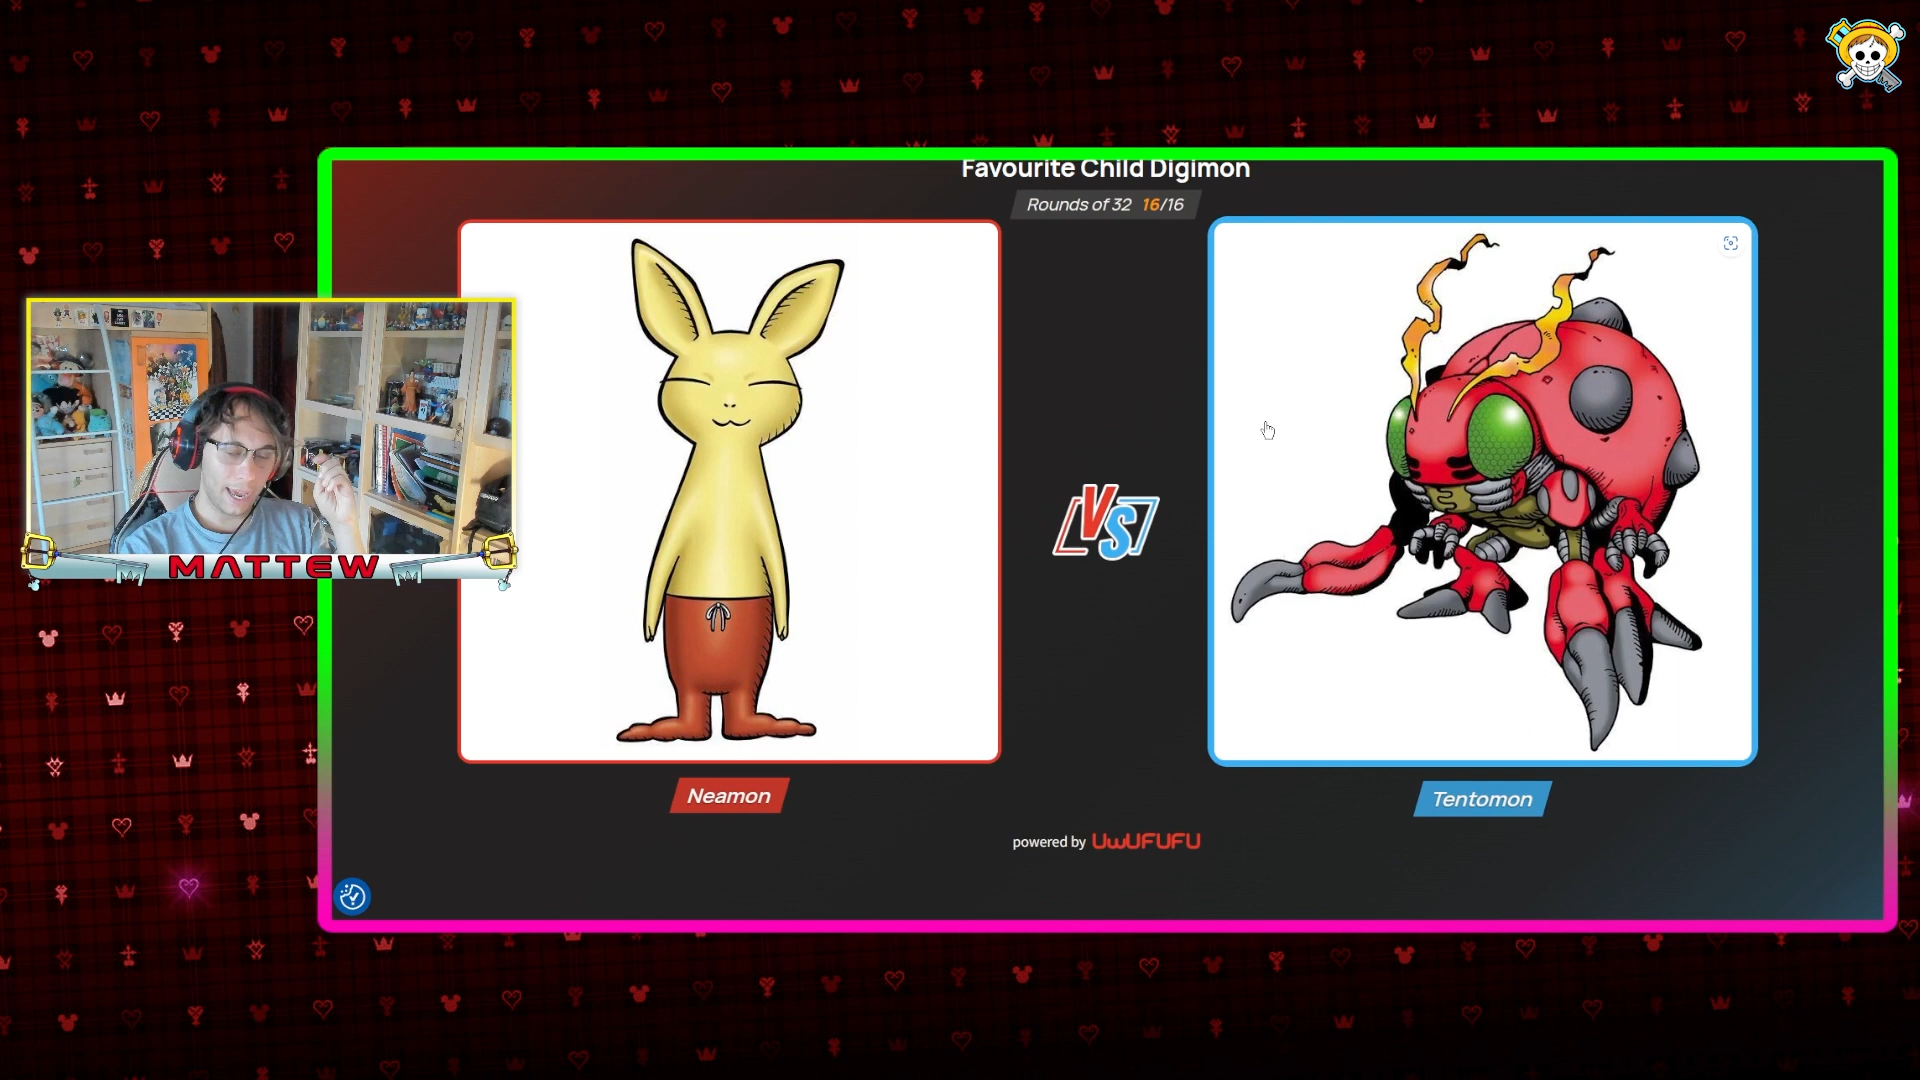 Favourite Child Digimon
Rounds of 32 16/16
VS
MATTEW
Neamon
Tentomon
powered by UwUFUFU